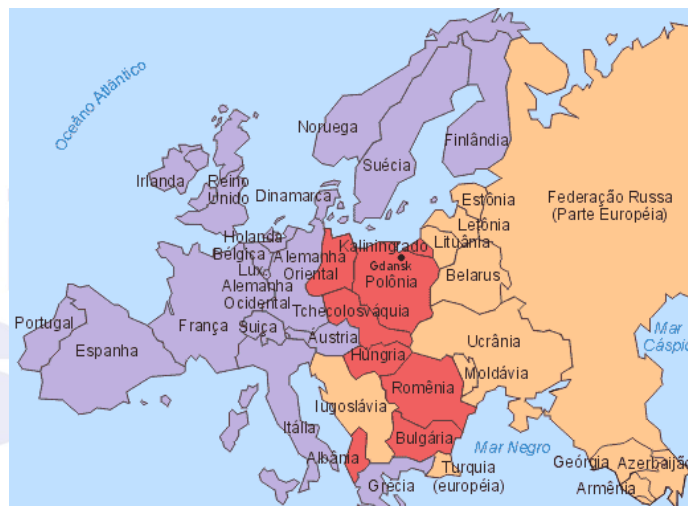 Oceâno Atlântico
Noruega
Finlândia
Suécia
Irlanda
Reino
Unido
Dinamarca
Estônia
Federação Russa
(Parte Européia)
Letônia
Lituânia
Holanda
Kaliningrado
Bélgica
Alemanha
Oriental
Gdansk
Polônia
Belarus
Lux.
Alemanha
Ocidental
Tchecoslováquia
Portugal
França
Suiça
Austria
Ucrânia
Mar
Cáspio
Espanha
Hungria
Moldávia
Romênia
Iugoslávia
Itália
Bulgária
Mar Negro
Albânia
Turquia
(européia)
Geórgia
Azerbaijão
Grécia
Armênia